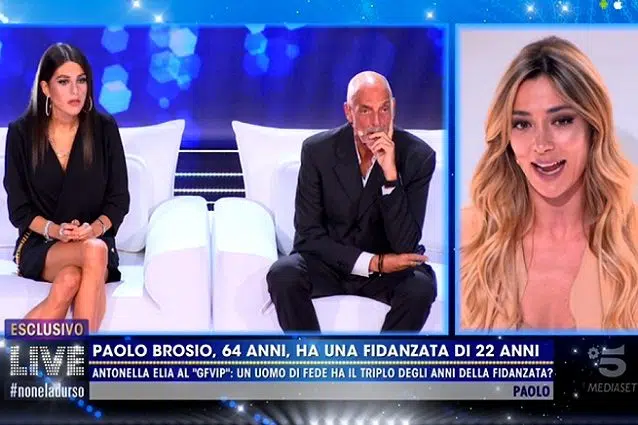 ESCLUSIVO
LIVE
#noneladurso
PAOLO BROSIO, 64 ANNI, HA UNA FIDANZATA DI 22 ANNI
ANTONELLA ELIA AL "GFVIP": UN UOMO DI FEDE HA IL TRIPLO DEGLI ANNI DELLA FIDANZATA?
PAOLO
5
MEDIASET